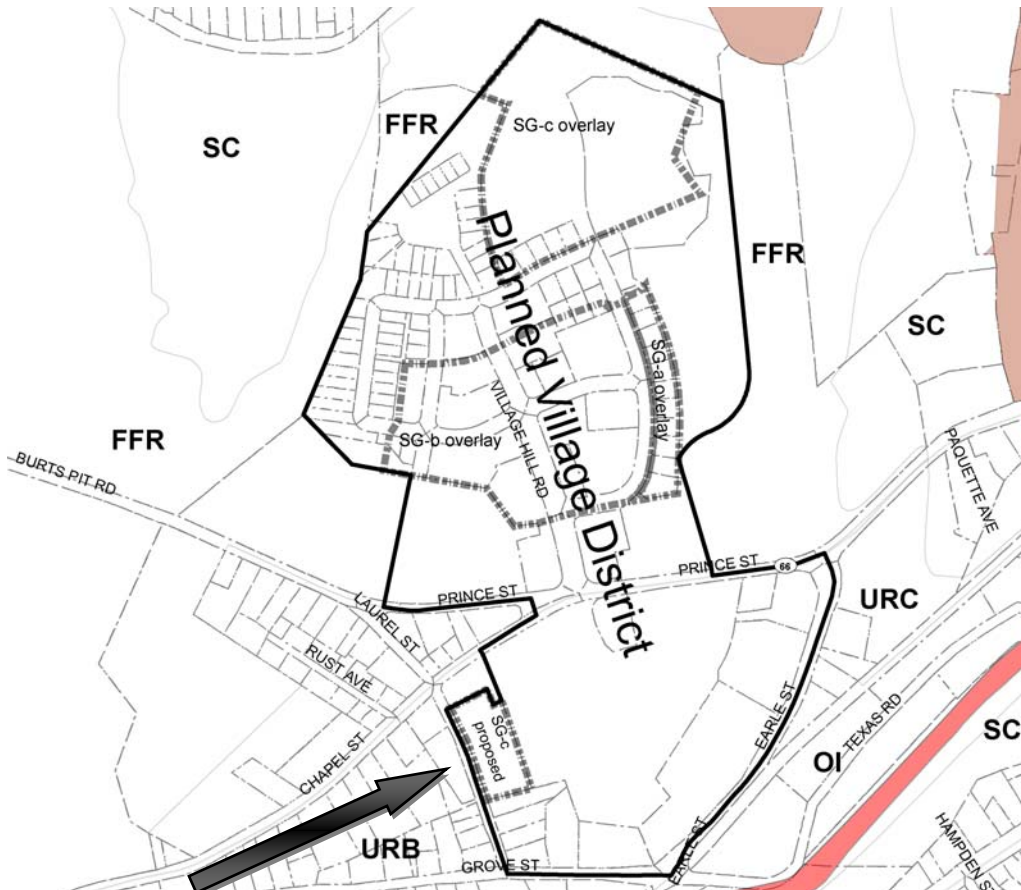 SG-c overlay
FFR
SC
Planned Village District
FFR
SC
SG-a overlay
VILLAGE HILL RD
SG-b overlay
FFR
BURTS PIT RD
PAQUETTE AVE
PRINCE ST
66
PRINCE ST
LAUREL ST
URC
RUST AVE
SG-c
proposed
EARLE ST
TEXAS RD
SC
CHAPEL ST
OI
URB
GROVE ST
EARLE ST
HAMPDEN S